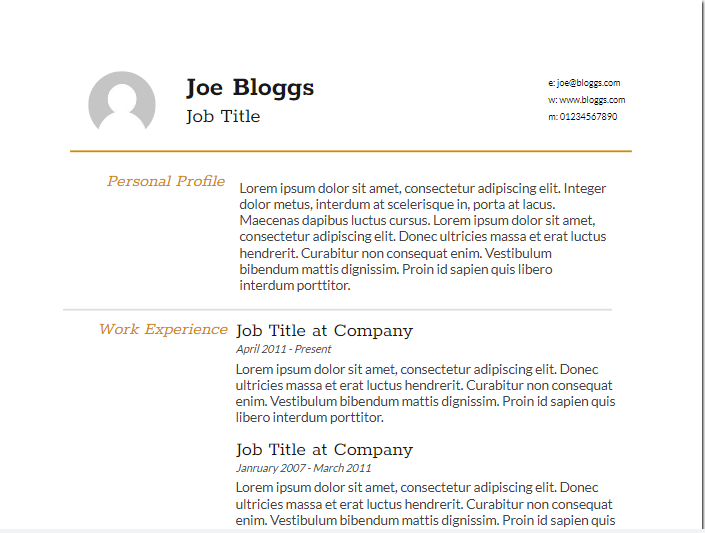 Joe Bloggs
Job Title
e: joe@bloggs.com
w: www.bloggs.com
m: 01234567890
Personal Profile
Lorem ipsum dolor sit amet, consectetur adipiscing elit. Integer
dolor metus, interdum at scelerisque in, porta at lacus.
Maecenas dapibus luctus cursus. Lorem ipsum dolor sit amet,
consectetur adipiscing elit. Donec ultricies massa et erat luctus
hendrerit. Curabitur non consequat enim. Vestibulum
bibendum mattis dignissim. Proin id sapien quis libero
interdum porttitor.
Work Experience
Job Title at Company
April 2011 - Present
Lorem ipsum dolor sit amet, consectetur adipiscing elit. Donec
ultricies massa et erat luctus hendrerit. Curabitur non consequat
enim. Vestibulum bibendum mattis dignissim. Proin id sapien quis
libero interdum porttitor.
Job Title at Company
Janruary 2007 - March 2011
Lorem ipsum dolor sit amet, consectetur adipiscing elit. Donec
ultricies massa et erat luctus hendrerit. Curabitur non consequat
enim. Vestibulum bibendum mattis dignissim. Proin id sapien quis